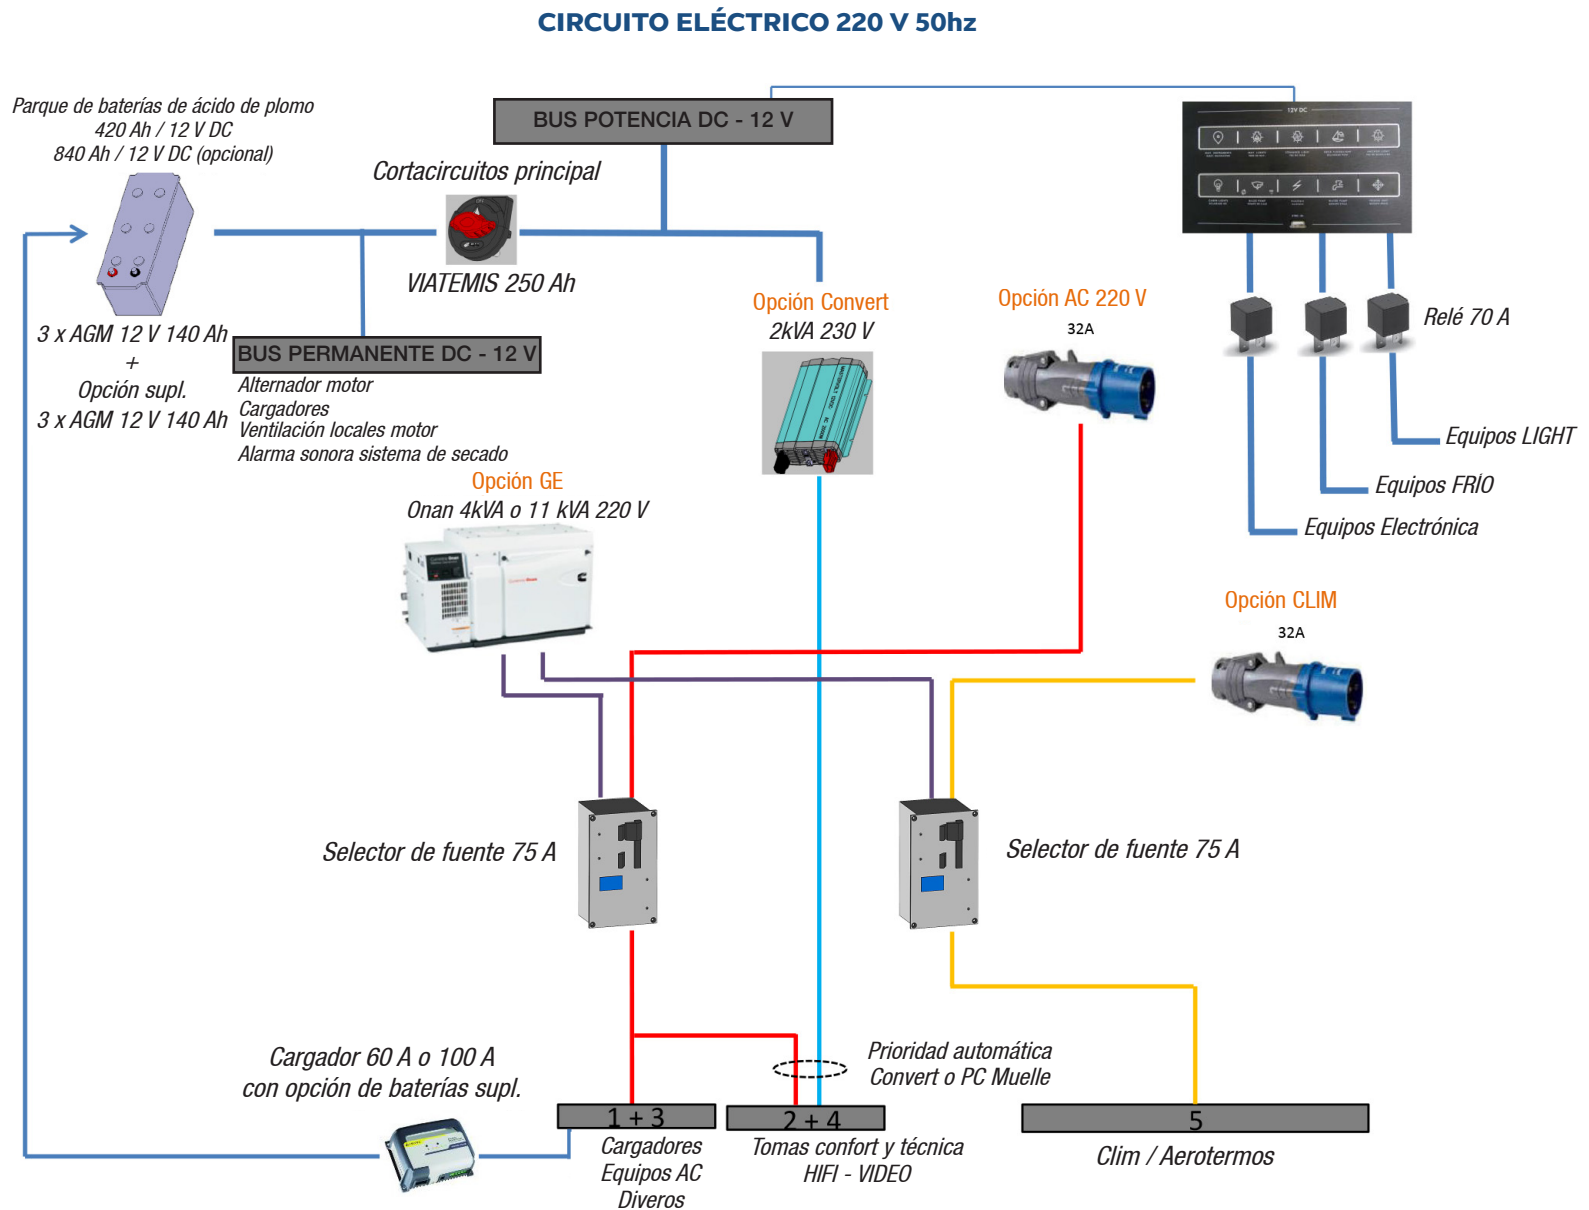 CIRCUITO ELÉCTRICO 220 V 50hz
Parque de baterías de ácido de plomo
420 Ah / 12 V DC
840 Ah / 12 V DC (opcional)
BUS POTENCIA DC - 12 V
12V DC
Cortacircuitos principal
VIATEMIS 250 Ah
3 x AGM 12 V 140 Ah
+
Opción supl.
3 x AGM 12 V 140 Ah
BUS PERMANENTE DC - 12 V
Alternador motor
Cargadores
Ventilación locales motor
Alarma sonora sistema de secado
Opción Convert
2kVA 230 V
Opción AC 220 V
32A
Relé 70 A
Equipos LIGHT
Equipos FRÍO
Equipos Electrónica
Opción GE
Onan 4kVA o 11 kVA 220 V
Opción CLIM
32A
Selector de fuente 75 A
Selector de fuente 75 A
Prioridad automática
Convert o PC Muelle
Cargador 60 A o 100 A
con opción de baterías supl.
1 + 3
Cargadores
Equipos AC
Diveros
2 + 4
Tomas confort y técnica
HIFI - VIDEO
5
Clim / Aerotermos